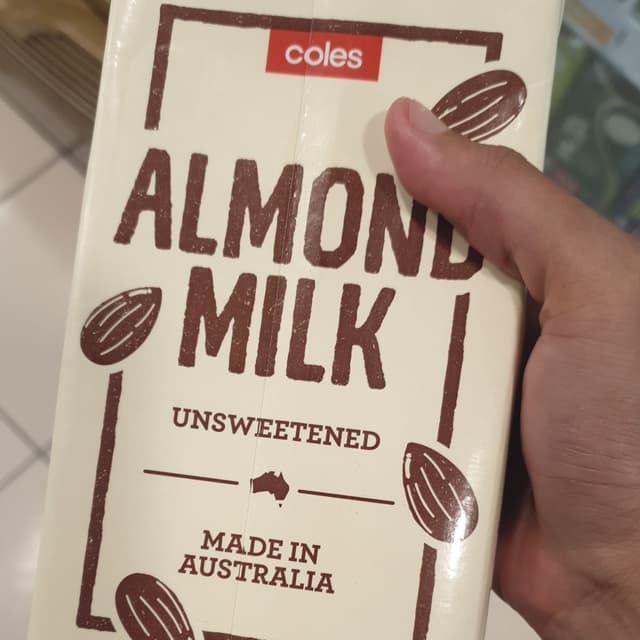 coles
ALMOND
MILK
UNSWEETENED
MADE IN
AUSTRALIA